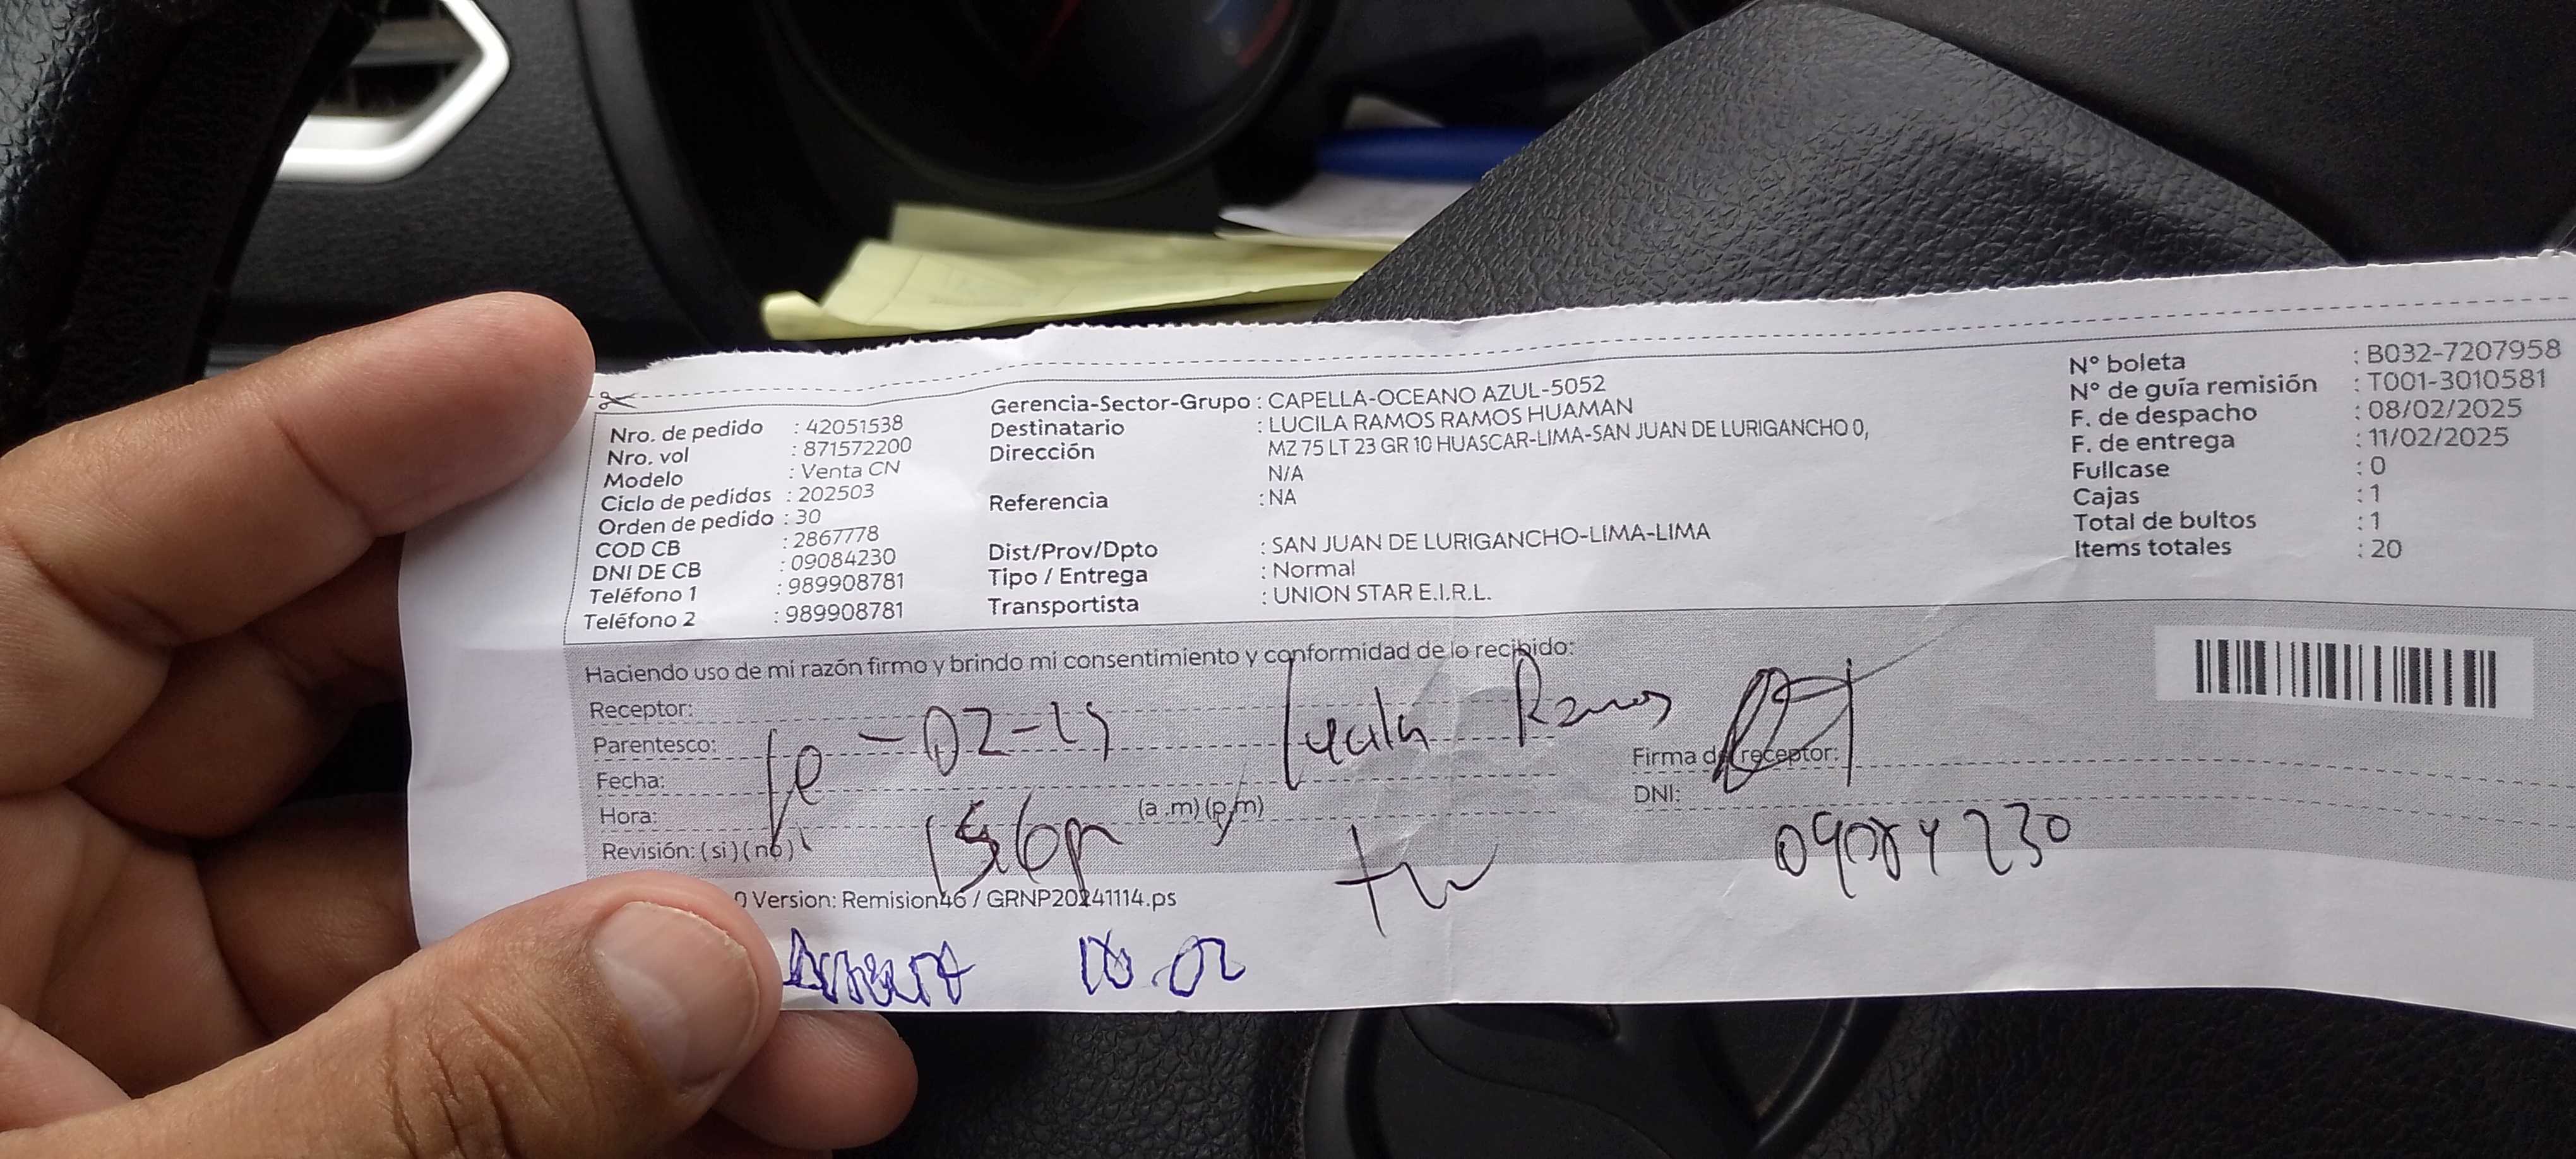 Nro. de pedido : 42051538
Nro. vol : 871572200
Modelo : Venta CN
Ciclo de pedidos : 202503
Orden de pedido : 30
COD CB : 2867778
DNI DE CB : 09084230
Teléfono 1 : 989908781
Teléfono 2 : 989908781
Gerencia-Sector-Grupo : CAPELLA-OCEANO AZUL-5052
Destinatario : LUCILA RAMOS RAMOS HUAMAN
Dirección : MZ 75 LT 23 GR 10 HUASCAR-LIMA-SAN JUAN DE LURIGANCHO 0,
N/A
Referencia : NA
Dist/Prov/Dpto : SAN JUAN DE LURIGANCHO-LIMA-LIMA
Tipo / Entrega : Normal
Transportista : UNION STAR E.I.R.L.
N° boleta : B032-7207958
N° de guía remisión : T001-3010581
F. de despacho : 08/02/2025
F. de entrega : 11/02/2025
Fullcase : 0
Cajas : 1
Total de bultos : 1
Items totales : 20
Haciendo uso de mi razón firmo y brindo mi consentimiento y conformidad de lo recibido:
Receptor: Ramos
Parentesco:
Fecha:
Hora: (a.m) (p.m)
Revisión: (si) (no)
Firma del receptor:
DNI: 09084230
0 Version: Remision46 / GRNP20241114.ps